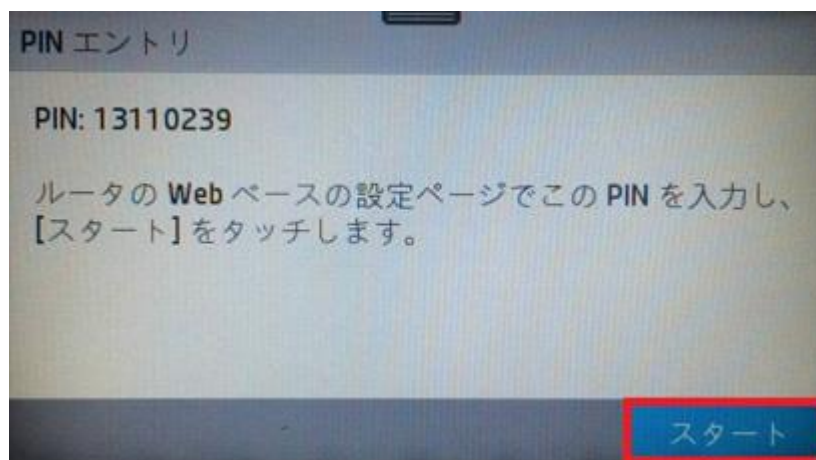 PIN エントリ
PIN: 13110239
ルータの Web ベースの設定ページでこの PIN を入力し、
[スタート] をタッチします。
スタート